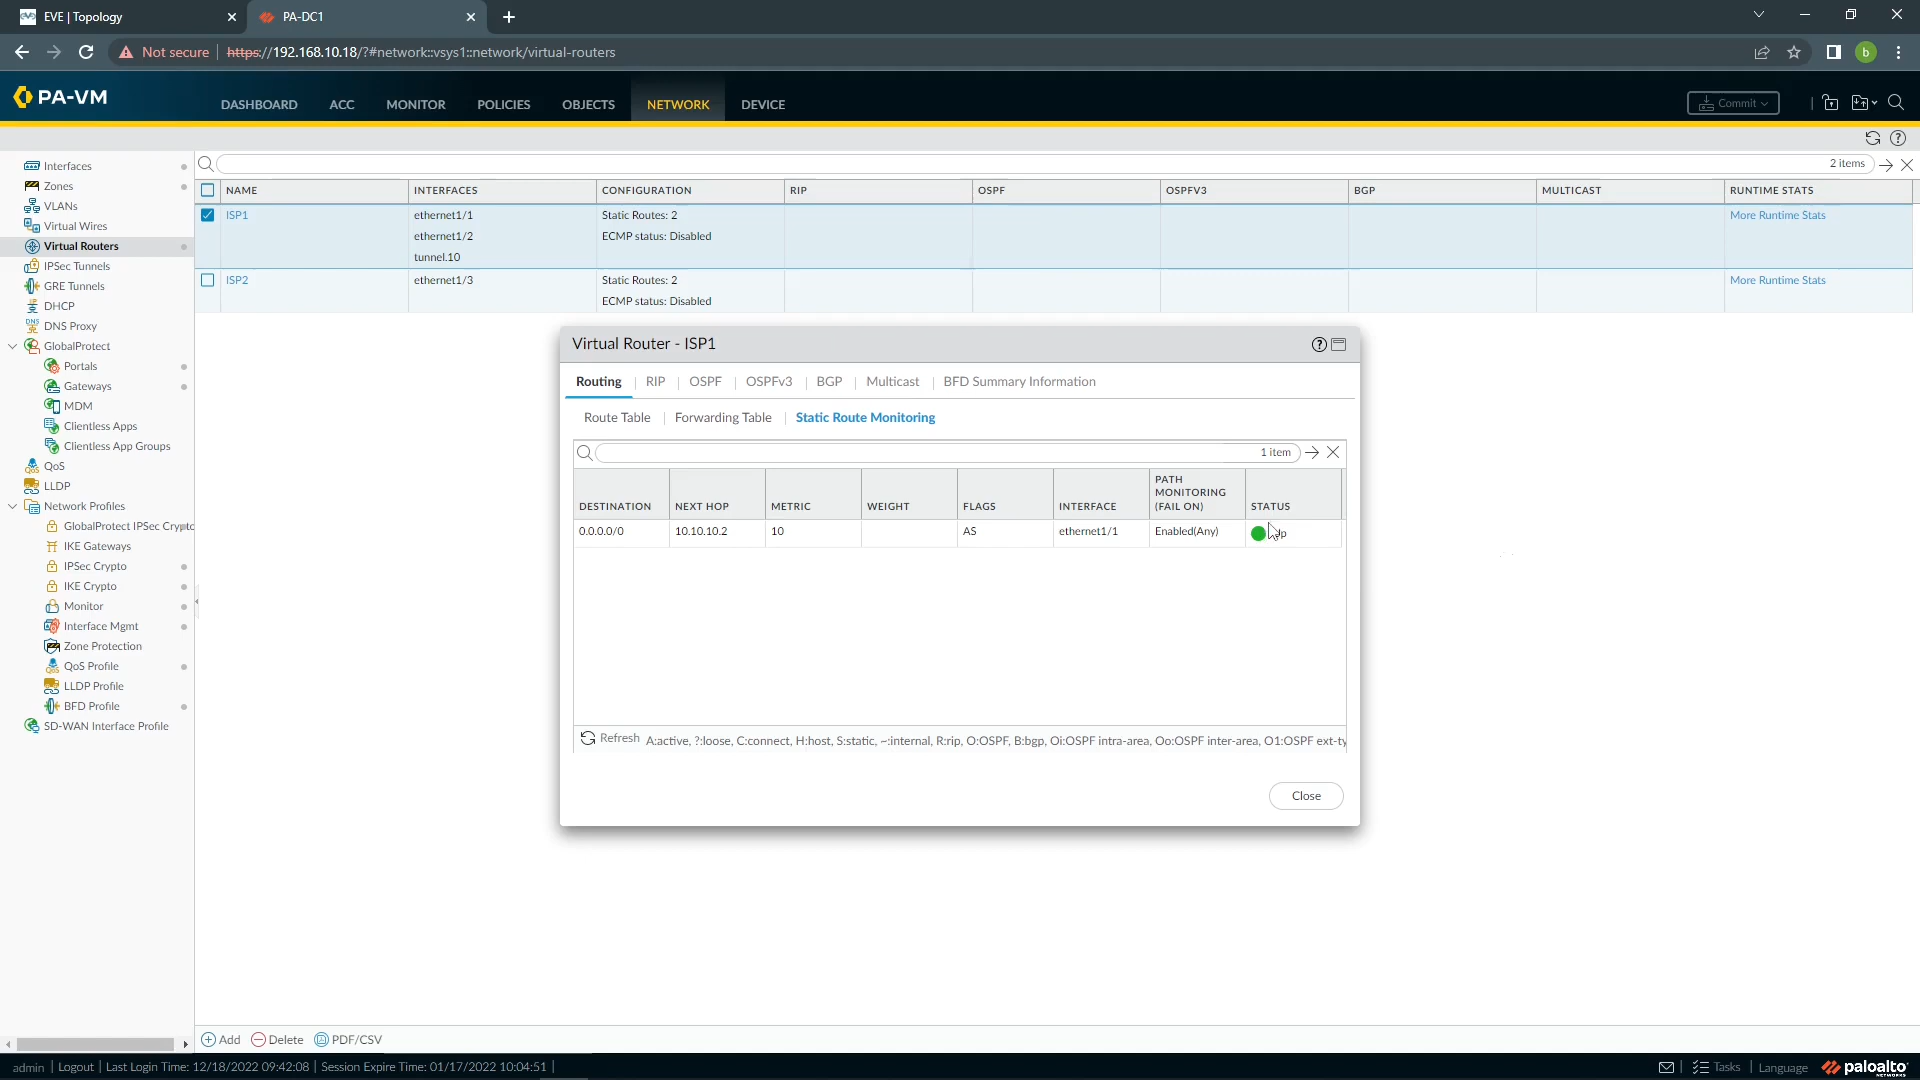 EVE | Topology
PA-DC1
Not secure | https://192.168.10.18/?#network::vsys1::network/virtual-routers
b
PA-VM
DASHBOARD ACC MONITOR POLICIES OBJECTS NETWORK DEVICE
Commit
2 items
Interfaces
Zones
VLANs
Virtual Wires
Virtual Routers
IPSec Tunnels
GRE Tunnels
DHCP
DNS Proxy
GlobalProtect
Portals
Gateways
MDM
Clientless Apps
Clientless App Groups
QoS
LLDP
Network Profiles
GlobalProtect IPSec Crypto
IKE Gateways
IPSec Crypto
IKE Crypto
Monitor
Interface Mgmt
Zone Protection
QoS Profile
LLDP Profile
BFD Profile
SD-WAN Interface Profile
NAME INTERFACES CONFIGURATION RIP OSPF OSPFV3 BGP MULTICAST RUNTIME STATS
ISP1 ethernet1/1 Static Routes: 2 More Runtime Stats
ethernet1/2 ECMP status: Disabled
tunnel.10
ISP2 ethernet1/3 Static Routes: 2 More Runtime Stats
ECMP status: Disabled
Virtual Router - ISP1
Routing | RIP | OSPF | OSPFv3 | BGP | Multicast | BFD Summary Information
Route Table | Forwarding Table | Static Route Monitoring
1 item
DESTINATION NEXT HOP METRIC WEIGHT FLAGS INTERFACE PATH MONITORING (FAIL ON) STATUS
0.0.0.0/0 10.10.10.2 10 AS ethernet1/1 Enabled(Any)
Refresh A:active, ?:loose, C:connect, H:host, S:static, ~:internal, R:rip, O:OSPF, B:bgp, Oi:OSPF intra-area, Oo:OSPF inter-area, O1:OSPF ext-ty
Close
Add Delete PDF/CSV
admin | Logout | Last Login Time: 12/18/2022 09:42:08 | Session Expire Time: 01/17/2022 10:04:51 |
Tasks | Language paloalto
NETWORKS